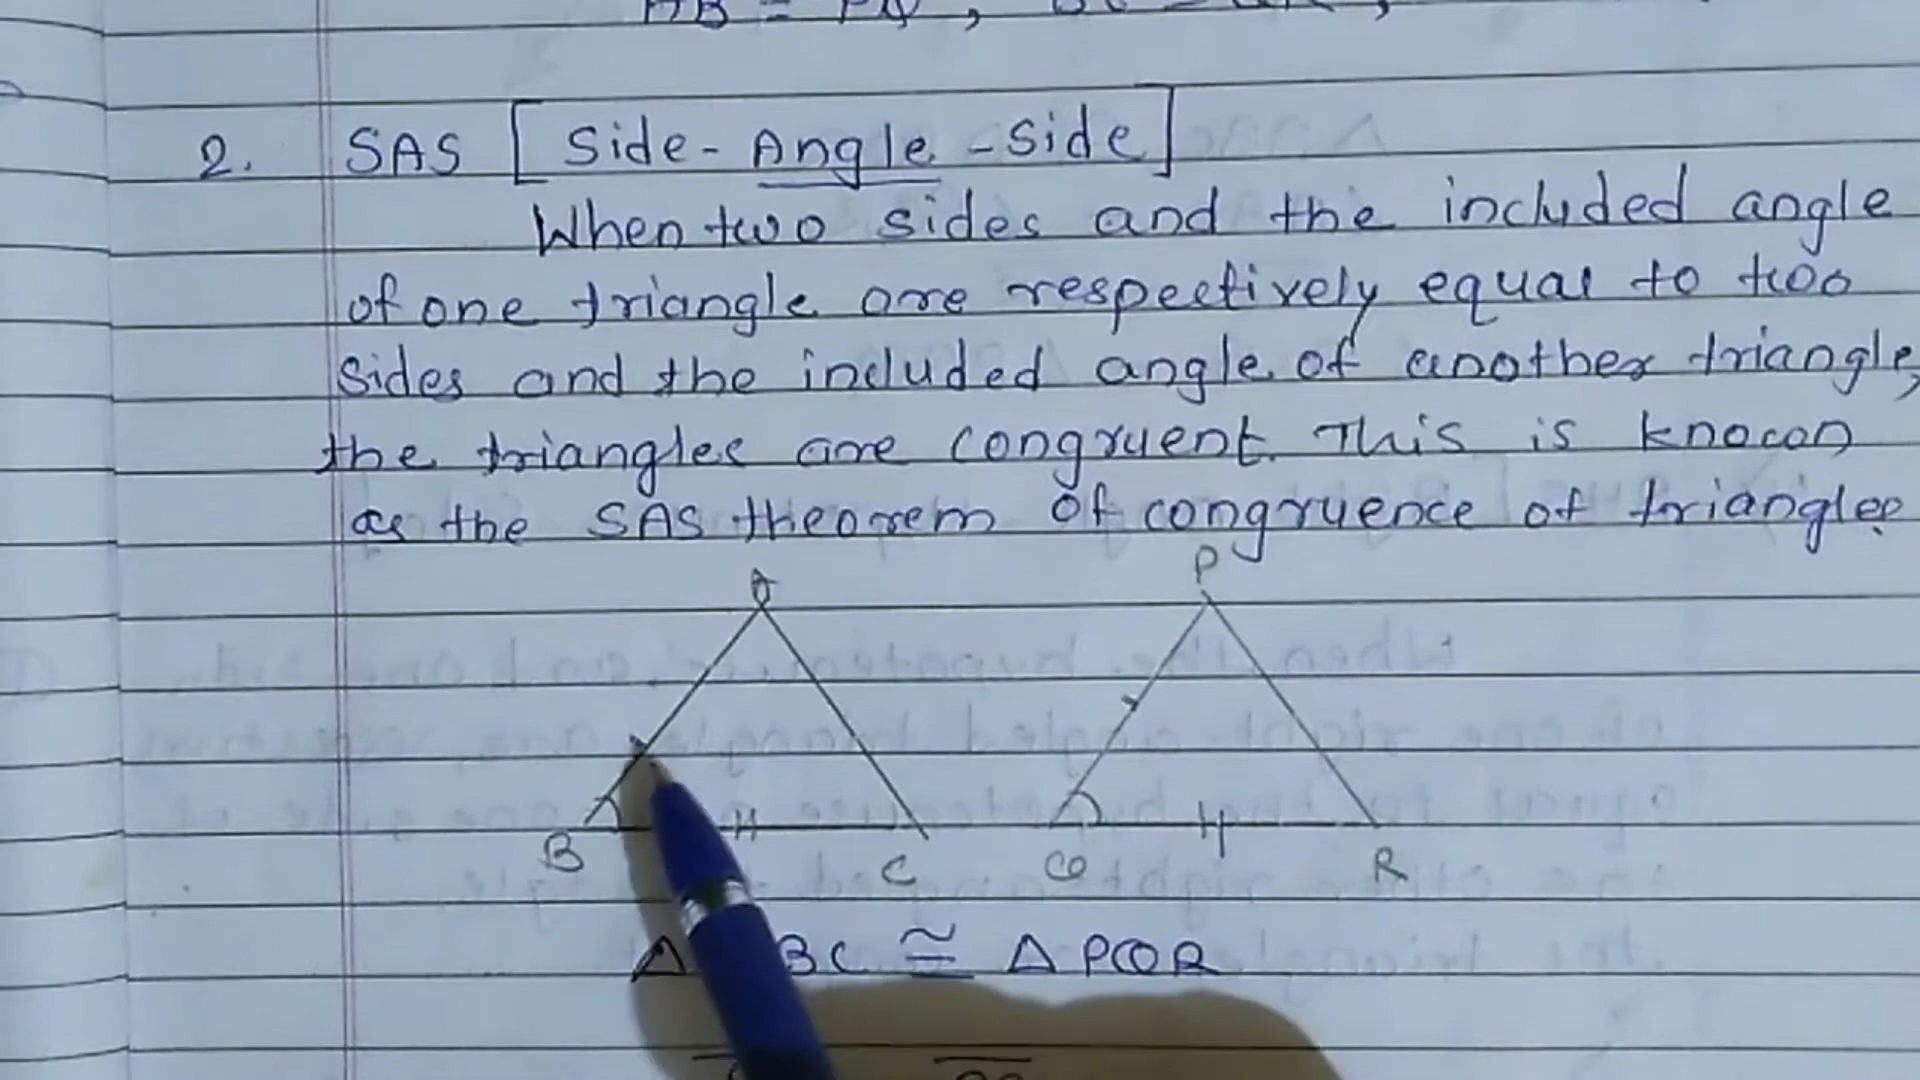 2. SAS [Side-Angle-Side]
When two sides and the included angle
of one triangle are respectively equal to two
sides and the included angle of another triangle,
the triangles are congruent. This is known
as the SAS theorem of congruence of triangles
A P
B C Q R
Δ BC ≅ Δ PQR